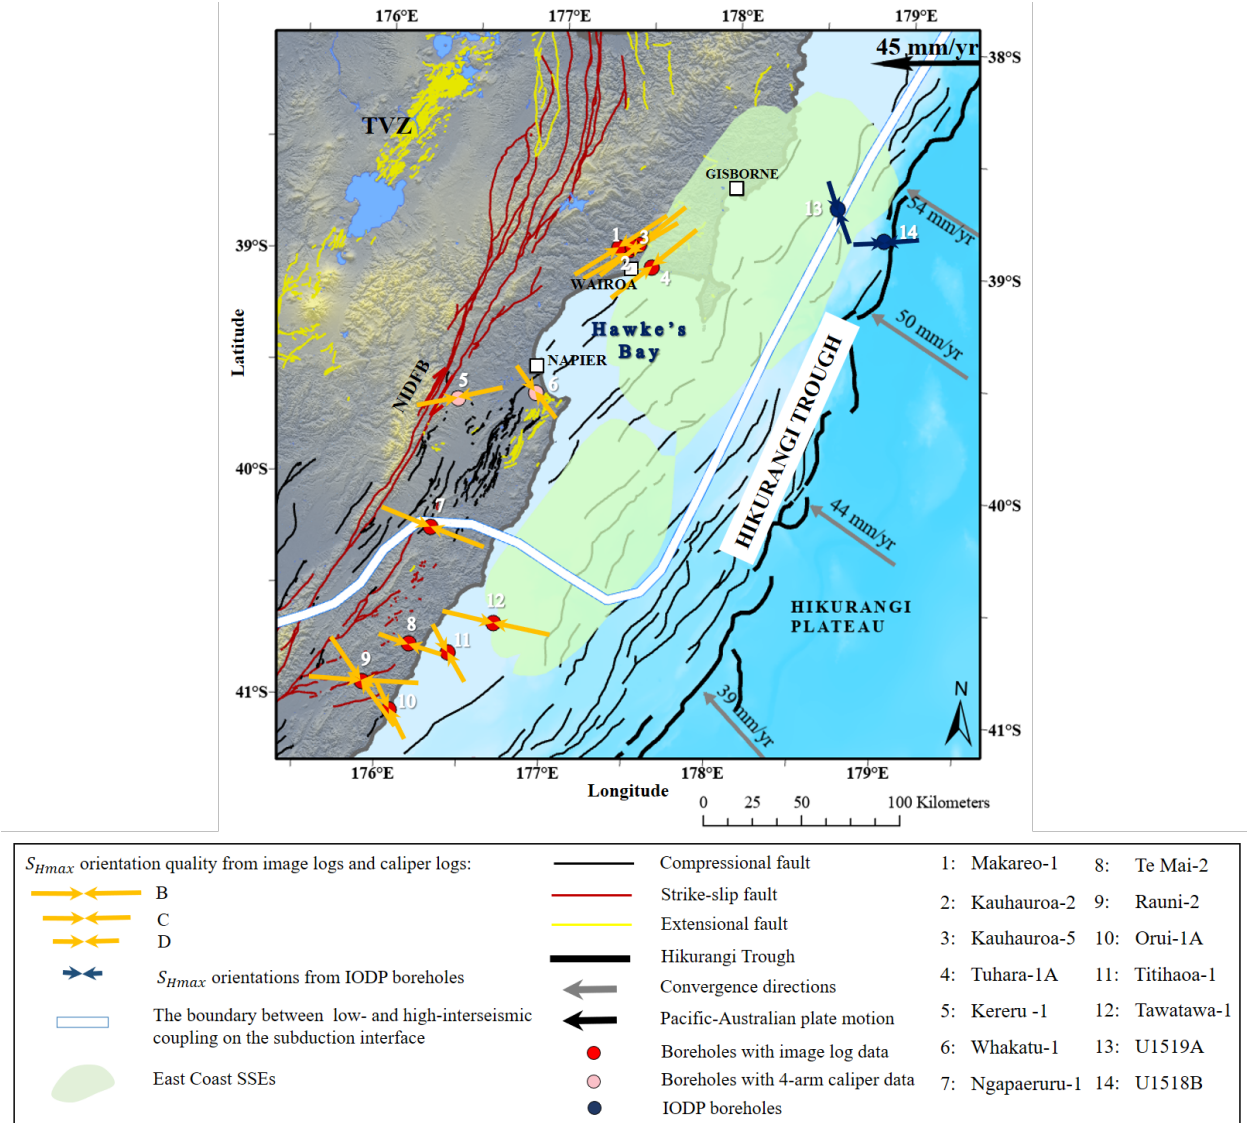 176°E 177°E 178°E 179°E
45 mm/yr
38°S
TVZ
GISBORNE
13
54 mm/yr
14
39°S
1 3
2
4
WAIROA
39°S
Hawke's
Bay
50 mm/yr
Latitude
NAPIER
NIDFB
5
6
HIKURANGI TROUGH
40°S
7
44 mm/yr
40°S
12
HIKURANGI
PLATEAU
8
11
9
10
41°S
39 mm/yr
N
41°S
176°E 177°E 178°E 179°E
Longitude
0 25 50 100 Kilometers
S_Hmax orientation quality from image logs and caliper logs:
B
C
D
S_Hmax orientations from IODP boreholes
The boundary between low- and high-interseismic
coupling on the subduction interface
East Coast SSEs
Compressional fault
Strike-slip fault
Extensional fault
Hikurangi Trough
Convergence directions
Pacific-Australian plate motion
Boreholes with image log data
Boreholes with 4-arm caliper data
IODP boreholes
1: Makareo-1
2: Kauhauroa-2
3: Kauhauroa-5
4: Tuhara-1A
5: Kereru -1
6: Whakatu-1
7: Ngapaeruru-1
8: Te Mai-2
9: Rauni-2
10: Orui-1A
11: Titihaoa-1
12: Tawatawa-1
13: U1519A
14: U1518B